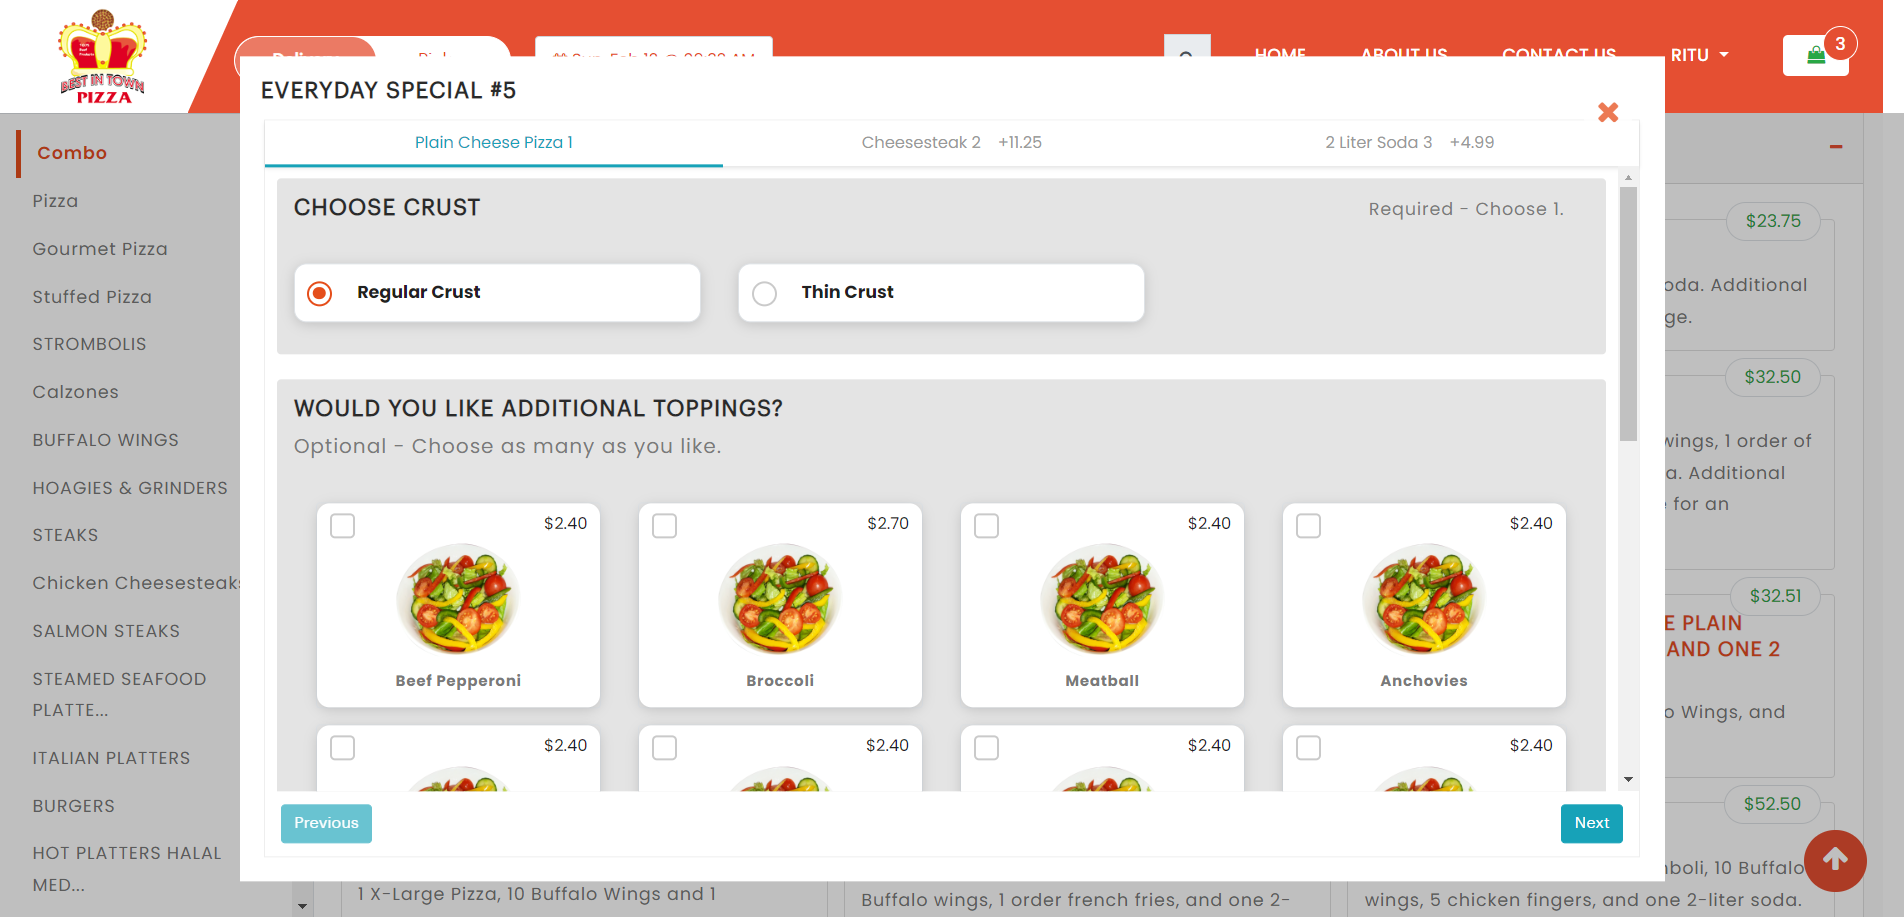 BEST IN TOWN
PIZZA
HOME
ABOUT US
CONTACT US
RITU
3
EVERYDAY SPECIAL #5
Plain Cheese Pizza 1
Cheesesteak 2 +11.25
2 Liter Soda 3 +4.99
CHOOSE CRUST
Required - Choose 1.
Regular Crust
Thin Crust
WOULD YOU LIKE ADDITIONAL TOPPINGS?
Optional - Choose as many as you like.
$2.40
$2.70
$2.40
$2.40
Beef Pepperoni
Broccoli
Meatball
Anchovies
$2.40
$2.40
$2.40
$2.40
Previous
Next
Combo
Pizza
Gourmet Pizza
Stuffed Pizza
STROMBOLIS
Calzones
BUFFALO WINGS
HOAGIES & GRINDERS
STEAKS
Chicken Cheesesteaks
SALMON STEAKS
STEAMED SEAFOOD
PLATTE...
ITALIAN PLATTERS
BURGERS
HOT PLATTERS HALAL
MED...
$23.75
oda. Additional
ge.
$32.50
wings, 1 order of
a. Additional
for an
$32.51
E PLAIN
AND ONE 2
o Wings, and
$52.50
1 X-Large Pizza, 10 Buffalo Wings and 1
Buffalo wings, 1 order french fries, and one 2-
boli, 10 Buffalo
wings, 5 chicken fingers, and one 2-liter soda.